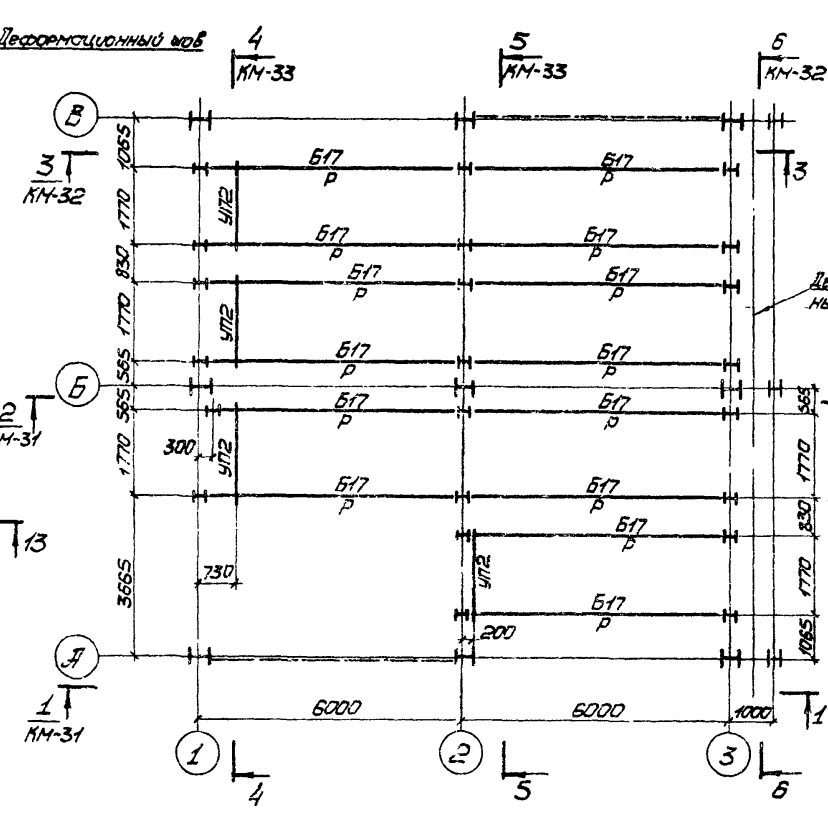 Деформационный шов
4
КМ-33
5
КМ-33
6
КМ-32
В
3
КМ-32
3
1065
1770
830
1770
565
565
1770
3665
Б17
Р
Б17
Р
УП2
Б17
Р
Б17
Р
Б17
Р
Б17
Р
УП2
Б17
Р
Б17
Р
Б
2
Б17
Р
Б17
Р
300
УП2
Б17
Р
Б17
Р
Б17
Р
УП2
Б17
Р
13
730
200
565
1770
830
1770
1065
А
1
КМ-31
6000
6000
1000
1
1
2
3
4
5
6